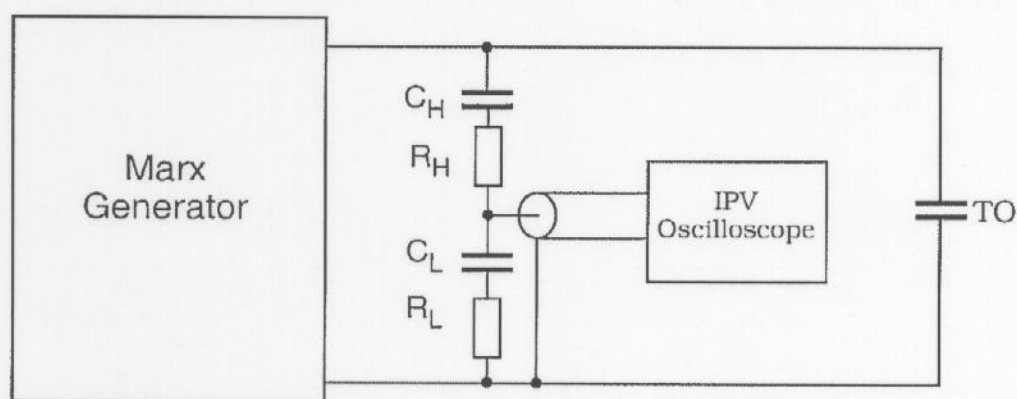 Marx
Generator
C_H
R_H
C_L
R_L
IPV
Oscilloscope
TO